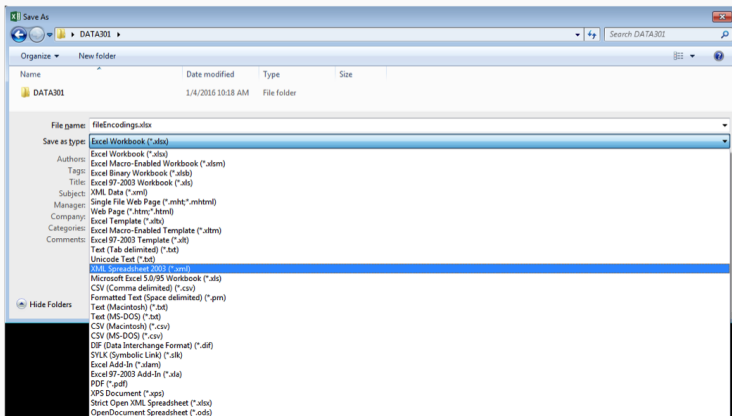 Save As
DATA301
Search DATA301
Organize
New folder
Name
Date modified
Type
Size
DATA301
1/4/2016 10:18 AM
File folder
File name:
fileEncodings.xlsx
Save as type:
Excel Workbook (*.xlsx)
Authors:
Tags:
Title:
Subject:
Manager:
Company:
Categories:
Comments:
Excel Workbook (*.xlsx)
Excel Macro-Enabled Workbook (*.xlsm)
Excel Binary Workbook (*.xlsb)
Excel 97-2003 Workbook (*.xls)
XML Data (*.xml)
Single File Web Page (*.mht;*.mhtml)
Web Page (*.htm;*.html)
Excel Template (*.xltx)
Excel Macro-Enabled Template (*.xltm)
Excel 97-2003 Template (*.xlt)
Text (Tab delimited) (*.txt)
Unicode Text (*.txt)
XML Spreadsheet 2003 (*.xml)
Microsoft Excel 5.0/95 Workbook (*.xls)
CSV (Comma delimited) (*.csv)
Formatted Text (Space delimited) (*.prn)
Text (Macintosh) (*.txt)
Text (MS-DOS) (*.txt)
CSV (Macintosh) (*.csv)
CSV (MS-DOS) (*.csv)
DIF (Data Interchange Format) (*.dif)
SYLK (Symbolic Link) (*.slk)
Excel Add-In (*.xlam)
Excel 97-2003 Add-In (*.xla)
PDF (*.pdf)
XPS Document (*.xps)
Strict Open XML Spreadsheet (*.xlsx)
OpenDocument Spreadsheet (*.ods)
Hide Folders